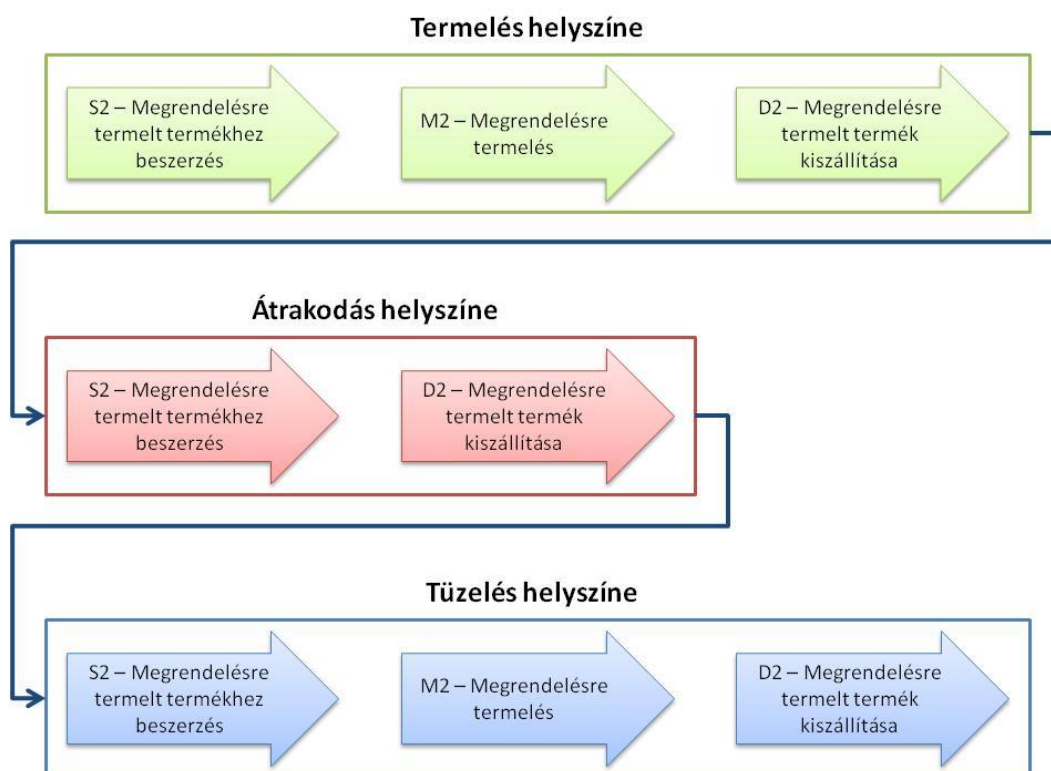 Termelés helyszíne
S2 – Megrendelésre
termelt termékhez
beszerzés
M2 – Megrendelésre
termelés
D2 – Megrendelésre
termelt termék
kiszállítása
Átrakodás helyszíne
S2 – Megrendelésre
termelt termékhez
beszerzés
D2 – Megrendelésre
termelt termék
kiszállítása
Tüzelés helyszíne
S2 – Megrendelésre
termelt termékhez
beszerzés
M2 – Megrendelésre
termelés
D2 – Megrendelésre
termelt termék
kiszállítása